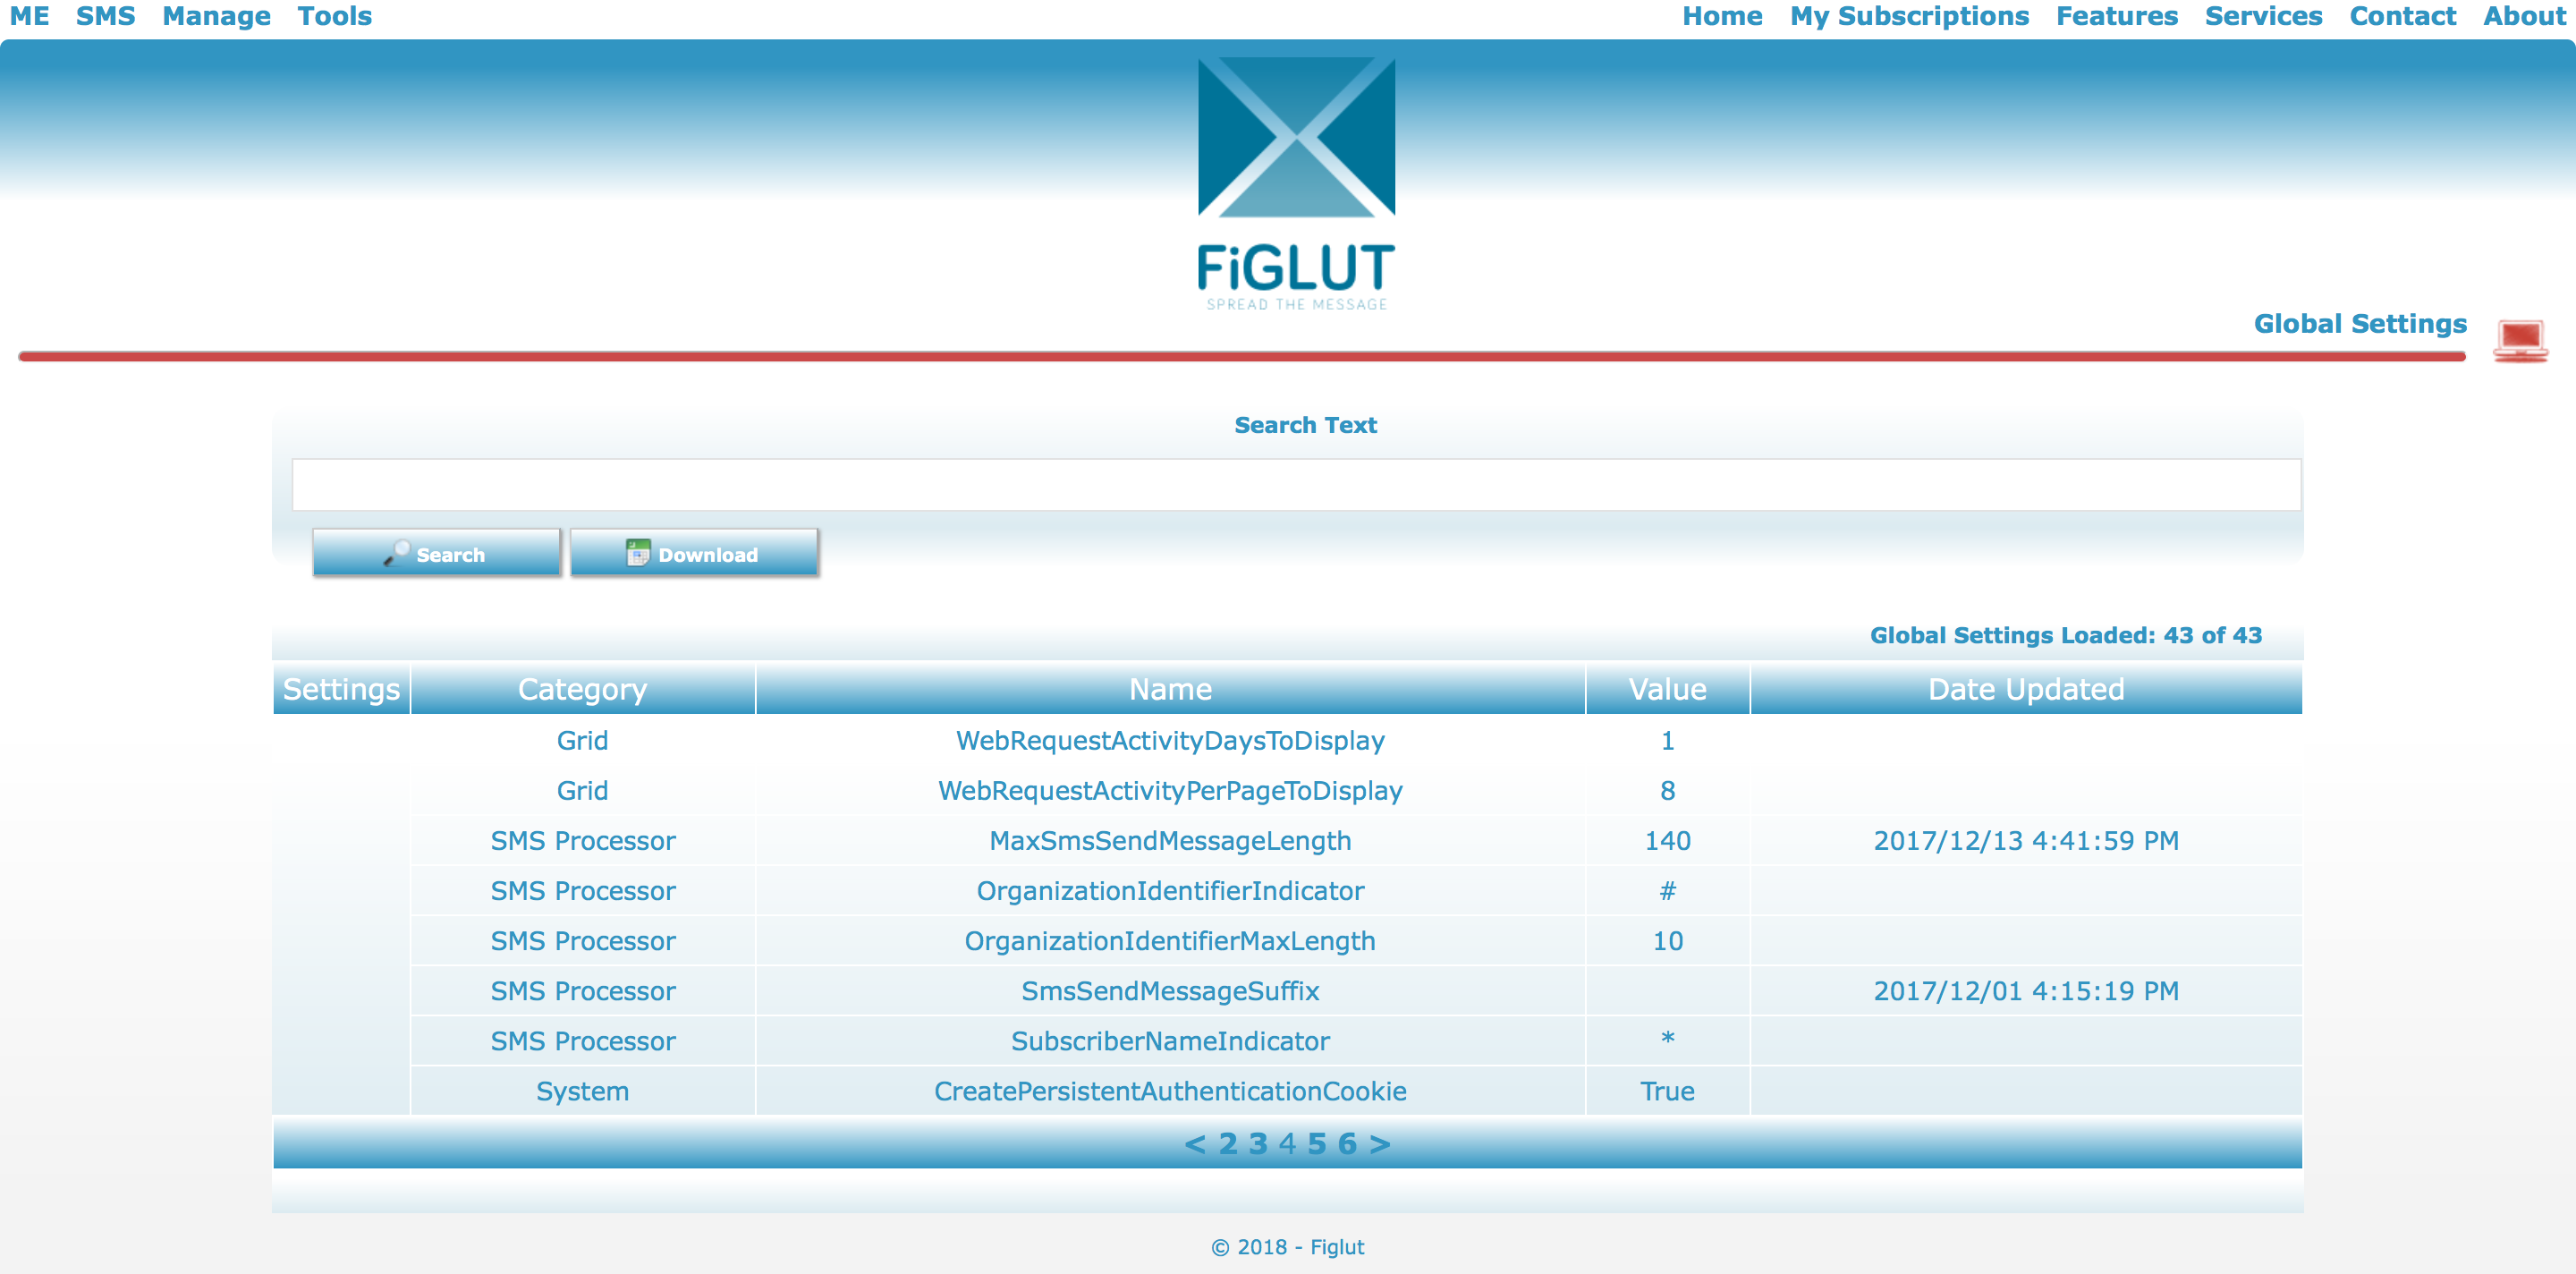 ME SMS Manage Tools Home My Subscriptions Features Services Contact About
FiGLUT
SPREAD THE MESSAGE
Global Settings
Search Text
Search Download
Global Settings Loaded: 43 of 43
Settings Category Name Value Date Updated
Grid WebRequestActivityDaysToDisplay 1
Grid WebRequestActivityPerPageToDisplay 8
SMS Processor MaxSmsSendMessageLength 140 2017/12/13 4:41:59 PM
SMS Processor OrganizationIdentifierIndicator #
SMS Processor OrganizationIdentifierMaxLength 10
SMS Processor SmsSendMessageSuffix 2017/12/01 4:15:19 PM
SMS Processor SubscriberNameIndicator *
System CreatePersistentAuthenticationCookie True
< 2 3 4 5 6 >
© 2018 - Figlut